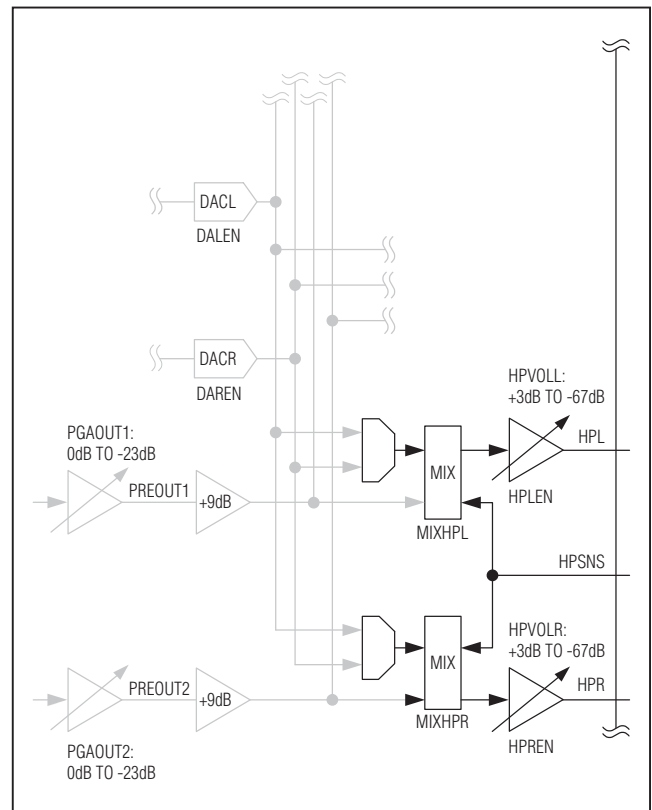 DACL
DALEN
DACR
DAREN
HPVOLL:
+3dB TO -67dB
PGAOUT1:
0dB TO -23dB
HPL
MIX
PREOUT1
+9dB
HPLEN
MIXHPL
HPSNS
HPVOLR:
+3dB TO -67dB
MIX
PREOUT2
HPR
+9dB
MIXHPR
HPREN
PGAOUT2:
0dB TO -23dB